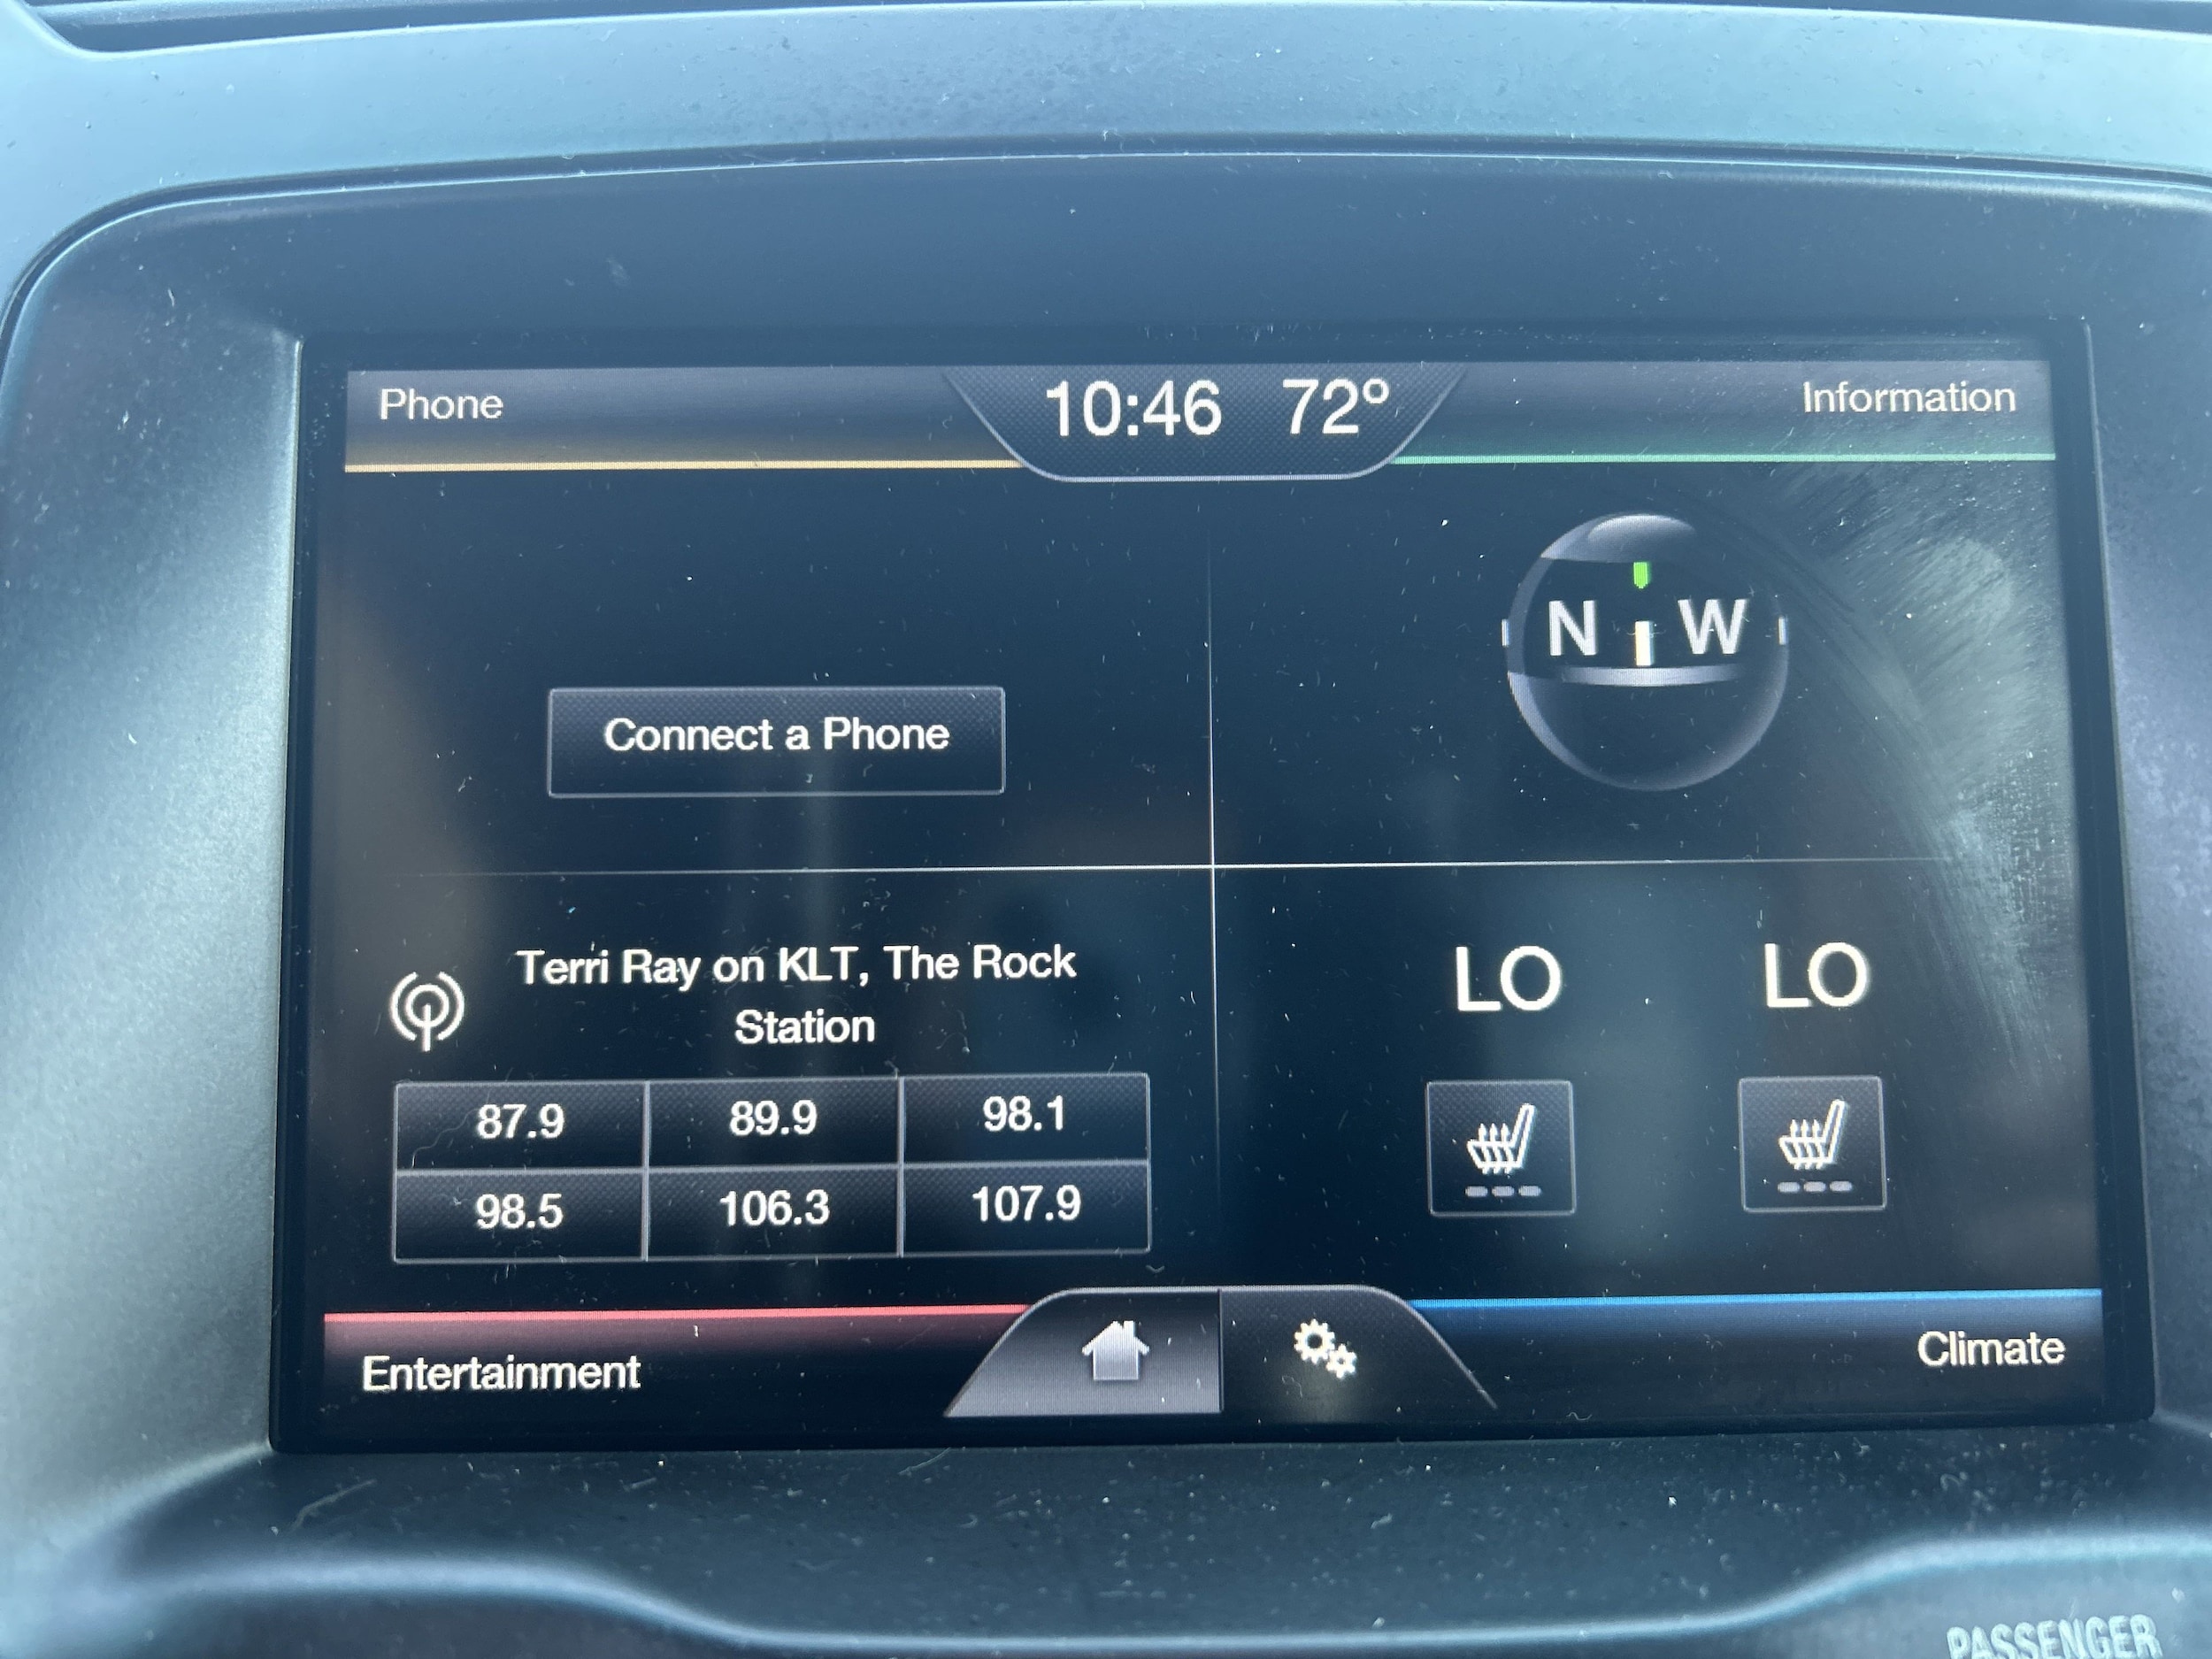 Phone
10:46 72º
Information
N W
Connect a Phone
Terri Ray on KLT, The Rock
Station
87.9 89.9 98.1
98.5 106.3 107.9
LO LO
Entertainment
Climate
PASSENGER